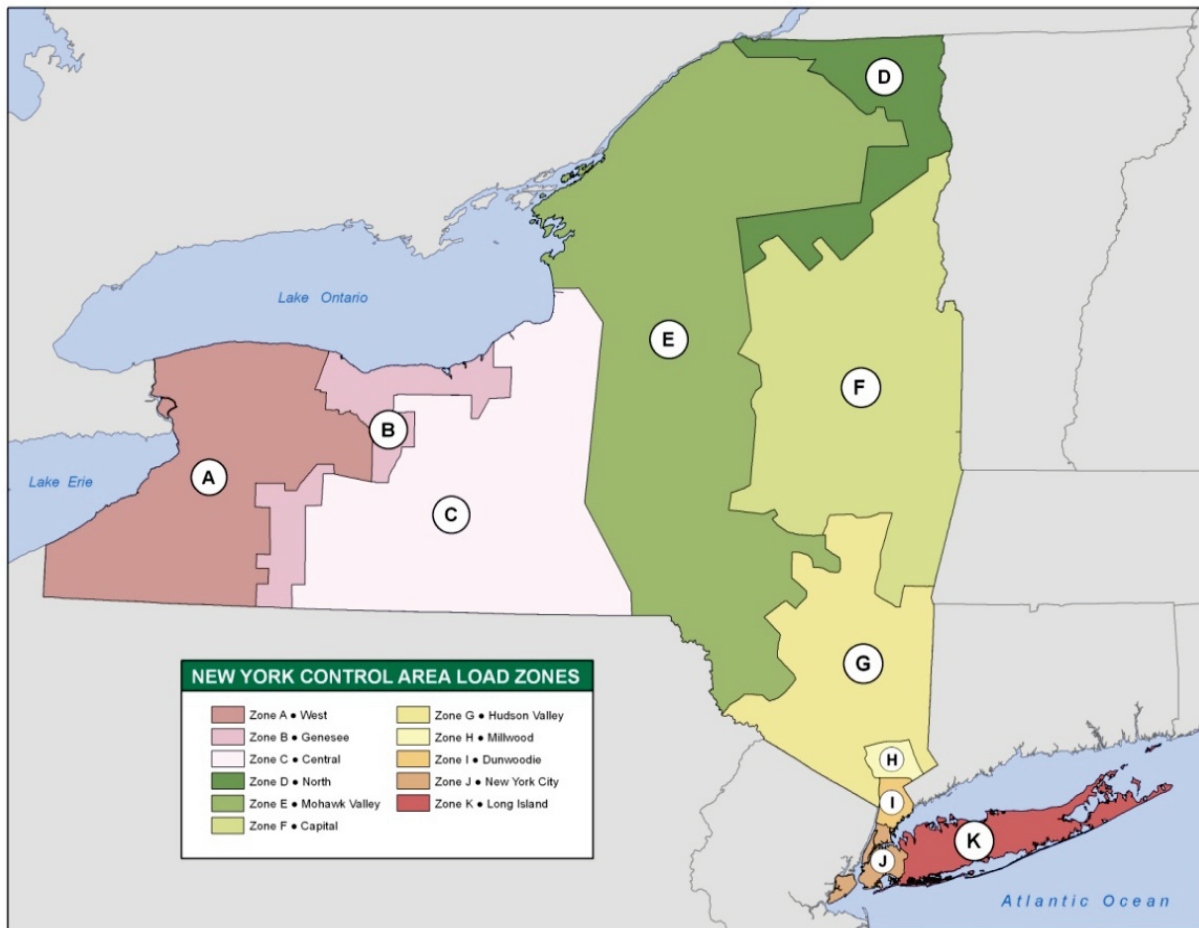 D
Lake Ontario
E
F
B
A
Lake Erie
C
NEW YORK CONTROL AREA LOAD ZONES
Zone A ● West
Zone B ● Genesee
Zone C ● Central
Zone D ● North
Zone E ● Mohawk Valley
Zone F ● Capital
Zone G ● Hudson Valley
Zone H ● Millwood
Zone I ● Dunwoodie
Zone J ● New York City
Zone K ● Long Island
G
H
I
K
J
Atlantic Ocean